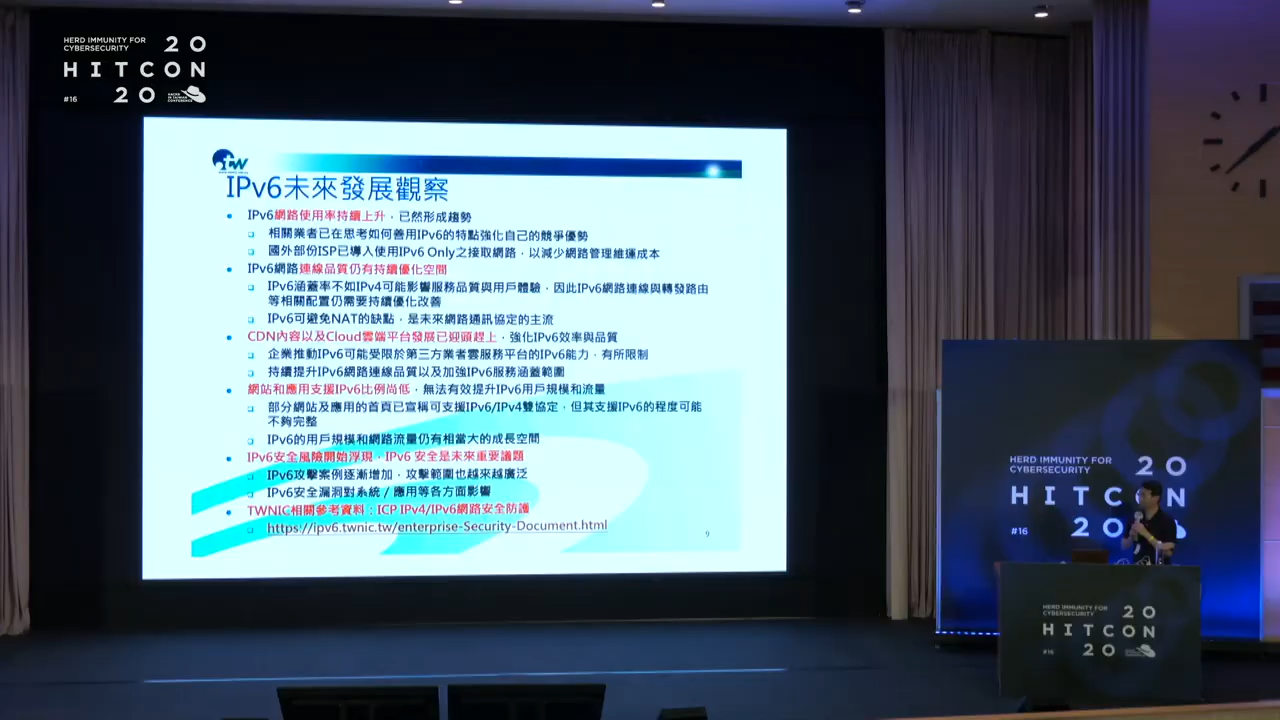 HERD IMMUNITY FOR
CYBERSECURITY
20
HITCON
#16
20
HACKS
IN TAIWAN
CONFERENCE
IPv6未來發展觀察
IPv6網路使用率持續上升，已然形成趨勢
相關業者已在思考如何善用IPv6的特點強化自己的競爭優勢
國外部份ISP已導入使用IPv6 Only之接取網路，以減少網路管理維運成本
IPv6網路連線品質仍有持續優化空間
IPv6涵蓋率不如IPv4可能影響服務品質與用戶體驗，因此IPv6網路連線與轉發路由
等相關配置仍需要持續優化改善
IPv6可避免NAT的缺點，是未來網路通訊協定的主流
CDN內容以及Cloud雲端平台發展已迎頭趕上，強化IPv6效率與品質
企業推動IPv6可能受限於第三方業者雲服務平台的IPv6能力，有所限制
持續提升IPv6網路連線品質以及加強IPv6服務涵蓋範圍
網站和應用支援IPv6比例尚低，無法有效提升IPv6用戶規模和流量
部分網站及應用的首頁已宣稱可支援IPv6/IPv4雙協定，但其支援IPv6的程度可能
不夠完整
IPv6的用戶規模和網路流量仍有相當大的成長空間
IPv6安全風險開始浮現，IPv6 安全是未來重要議題
IPv6攻擊案例逐漸增加，攻擊範圍也越來越廣泛
IPv6安全漏洞對系統／應用等各方面影響
TWNIC相關參考資料：ICP IPv4/IPv6網路安全防護
https://ipv6.twnic.tw/enterprise-Security-Document.html
9
HERD IMMUNITY FOR
CYBERSECURITY
20
HITCON
#16
20
HERD IMMUNITY FOR
CYBERSECURITY
20
HITCON
#16
20